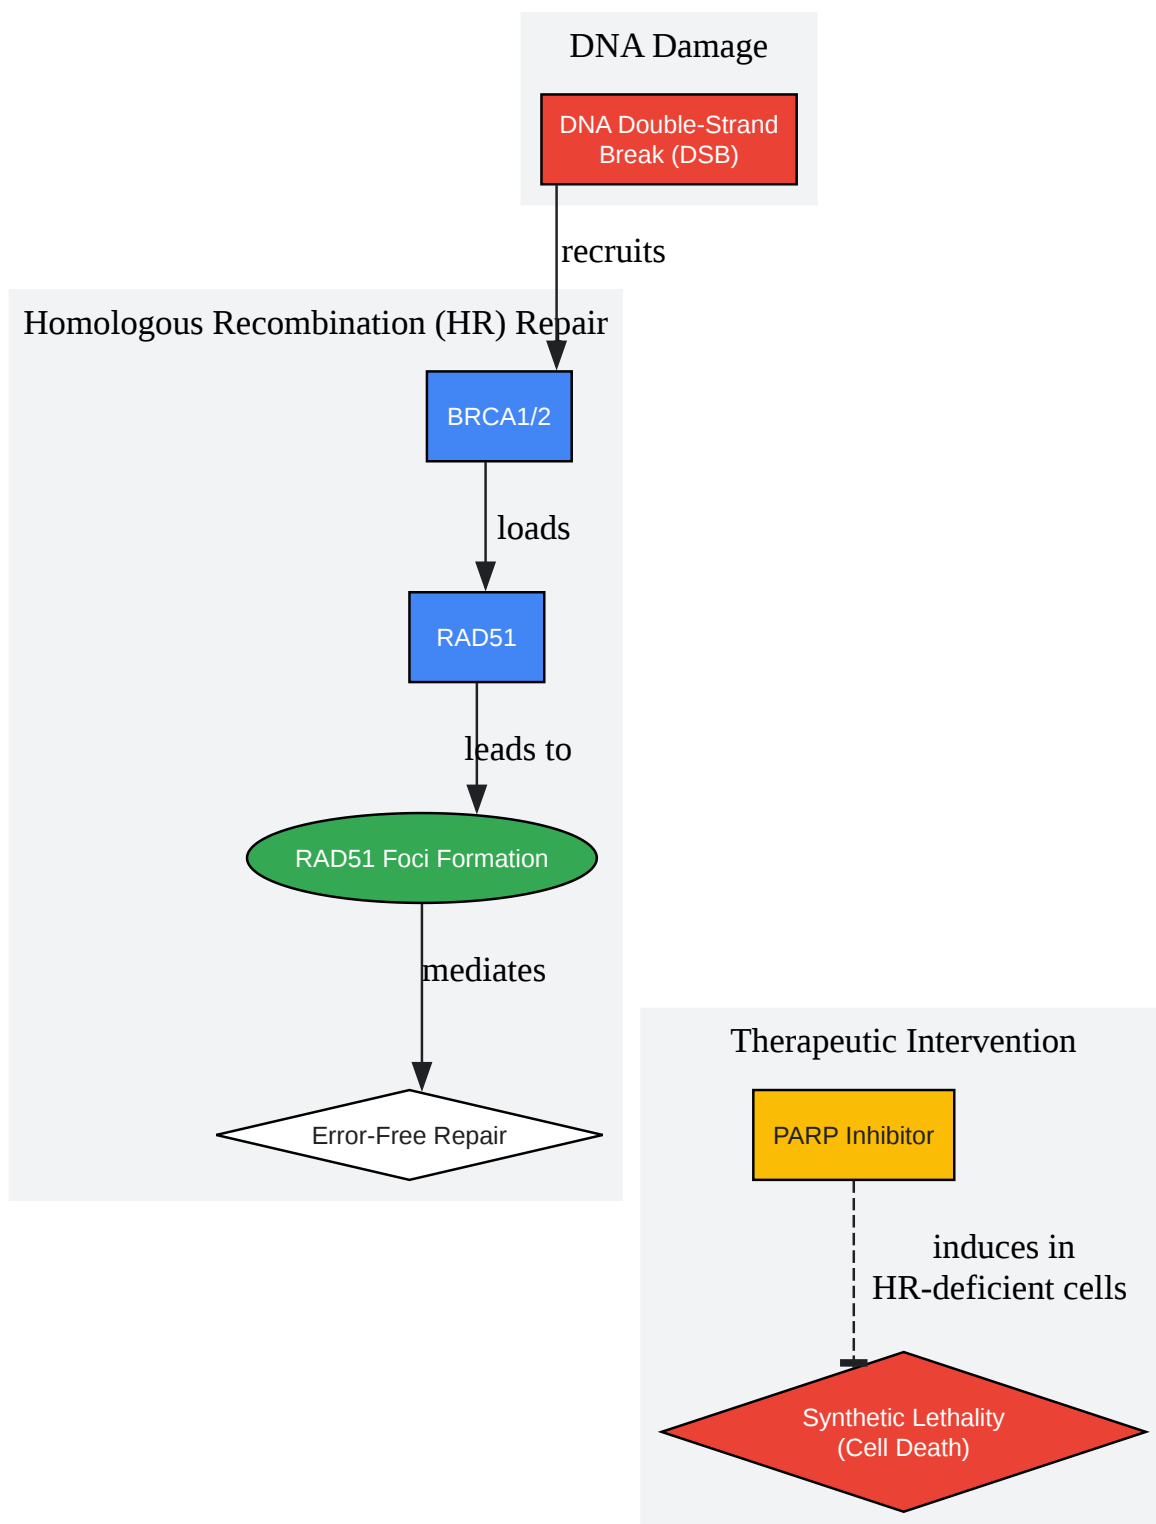 DNA Damage
DNA Double-Strand
Break (DSB)
recruits
Homologous Recombination (HR) Repair
BRCA1/2
loads
RAD51
leads to
RAD51 Foci Formation
mediates
Error-Free Repair
Therapeutic Intervention
PARP Inhibitor
induces in
HR-deficient cells
Synthetic Lethality
(Cell Death)